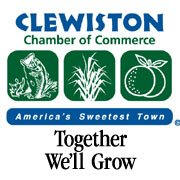 CLEWISTON
Chamber of Commerce
America's Sweetest Town
Together
We'll Grow